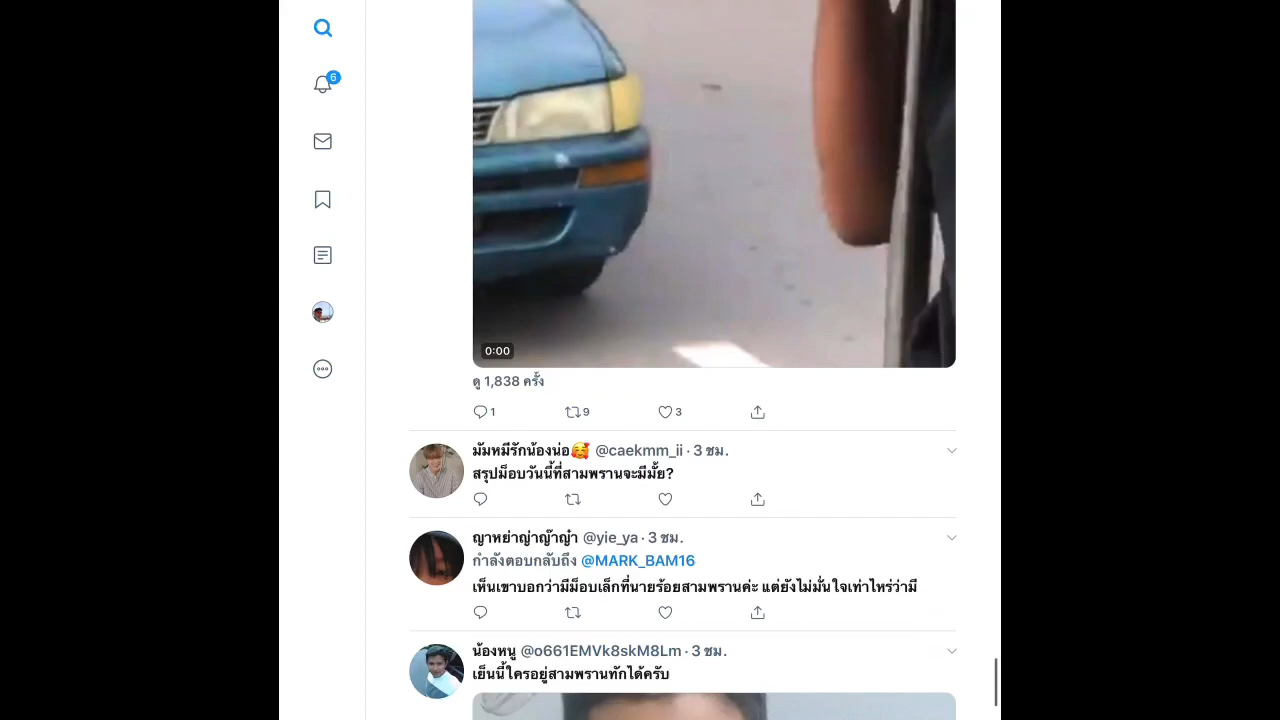 6
0:00
ดู 1,838 ครั้ง
1 9 3
มัมหมีรักน้องน่อ🥰 @caekmm_ii · 3 ชม.
สรุปม็อบวันนี้ที่สามพรานจะมีมั้ย?
ญาหย่าญ่าญ๊าญ๋า @yie_ya · 3 ชม.
กำลังตอบกลับถึง @MARK_BAM16
เห็นเขาบอกว่ามีม็อบเล็กที่นายร้อยสามพรานค่ะ แต่ยังไม่มั่นใจเท่าไหร่ว่ามี
น้องหนู @o661EMVk8skM8Lm · 3 ชม.
เย็นนี้ใครอยู่สามพรานทักได้ครับ